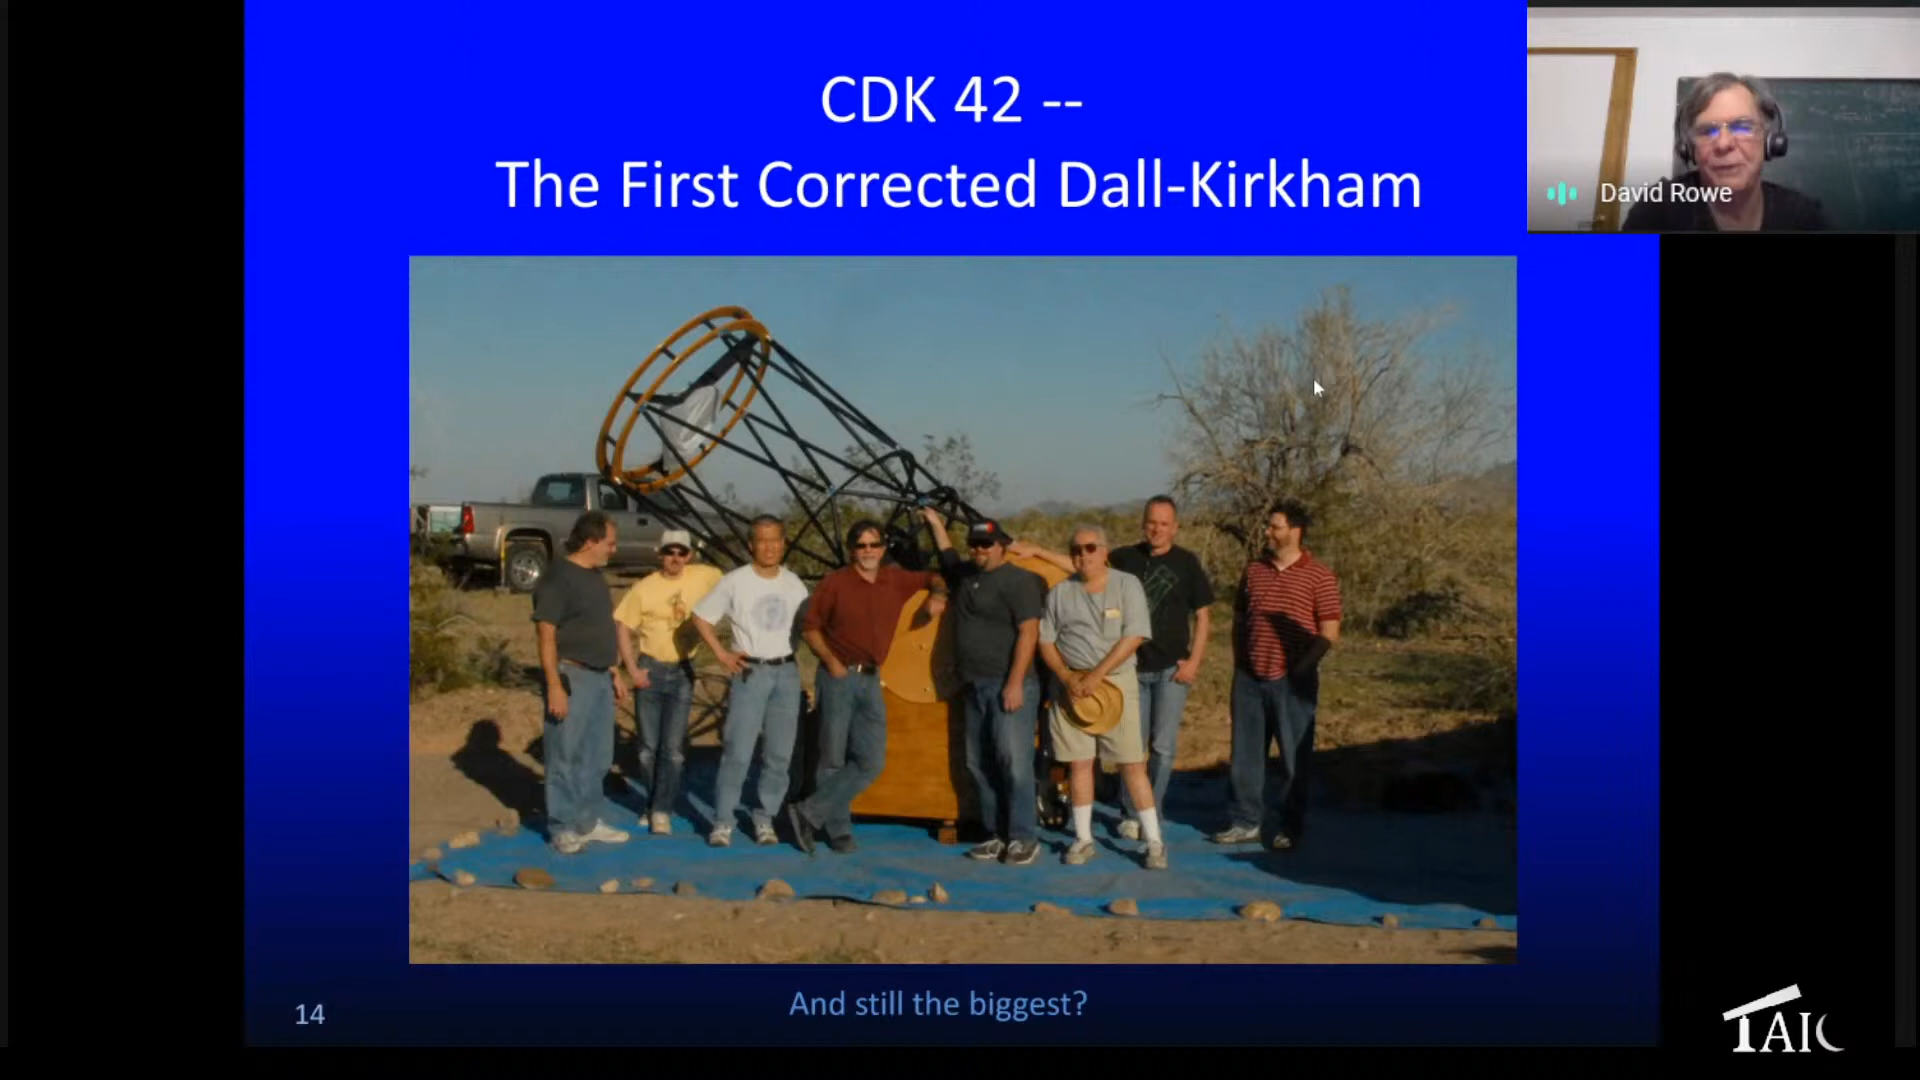 CDK 42 --
The First Corrected Dall-Kirkham
David Rowe
And still the biggest?
14
TAIC